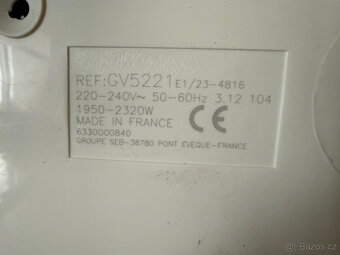 REF:GV5221 E1/23-4816
220-240V~ 50-60Hz 3.12 104
1950-2320W
MADE IN FRANCE CE
6330000840
GROUPE SEB-38780 PONT EVEQUE-FRANCE
Bazos.cz